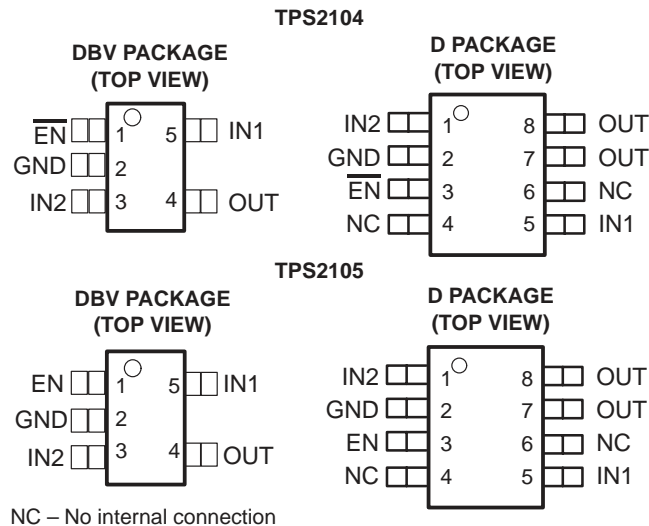 TPS2104
DBV PACKAGE
(TOP VIEW)
E̅N̅ 1 5 IN1
GND 2
IN2 3 4 OUT
D PACKAGE
(TOP VIEW)
IN2 1 8 OUT
GND 2 7 OUT
E̅N̅ 3 6 NC
NC 4 5 IN1
TPS2105
DBV PACKAGE
(TOP VIEW)
EN 1 5 IN1
GND 2
IN2 3 4 OUT
D PACKAGE
(TOP VIEW)
IN2 1 8 OUT
GND 2 7 OUT
EN 3 6 NC
NC 4 5 IN1
NC – No internal connection